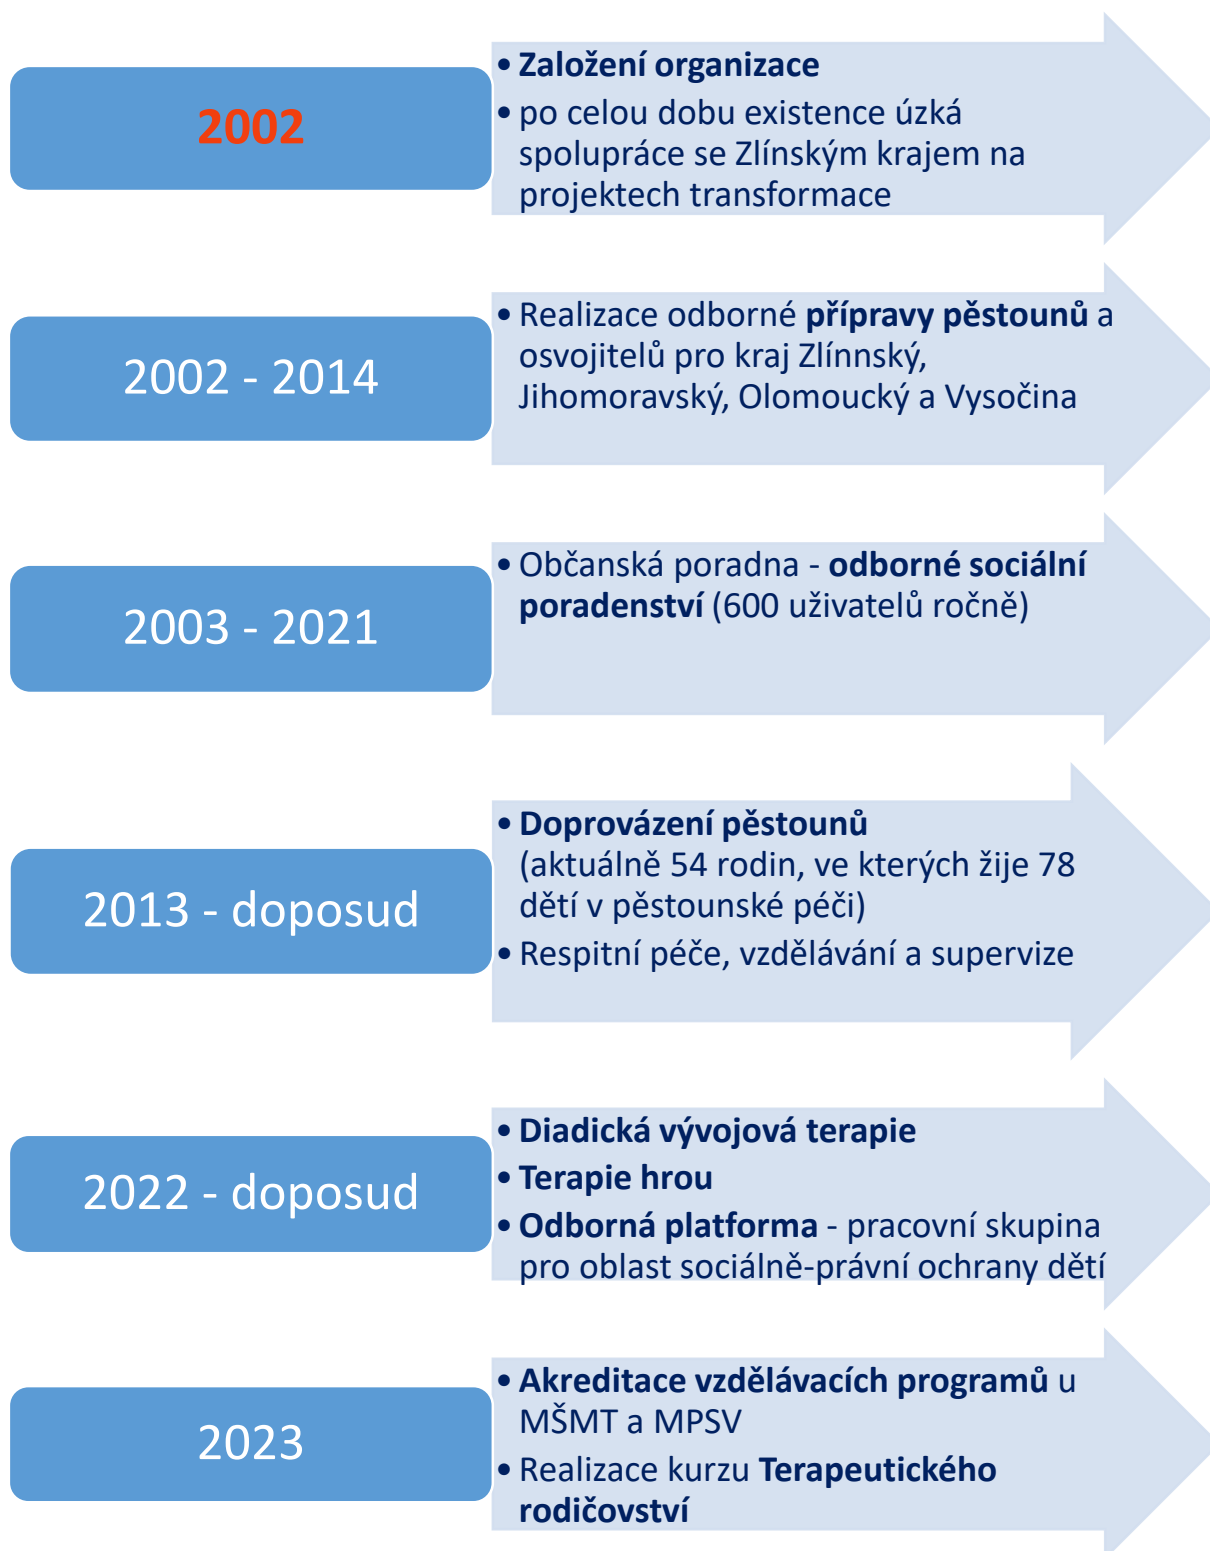 2002
• Založení organizace
• po celou dobu existence úzká
spolupráce se Zlínským krajem na
projektech transformace
2002 - 2014
• Realizace odborné přípravy pěstounů a
osvojitelů pro kraj Zlínnský,
Jihomoravský, Olomoucký a Vysočina
2003 - 2021
• Občanská poradna - odborné sociální
poradenství (600 uživatelů ročně)
2013 - doposud
• Doprovázení pěstounů
(aktuálně 54 rodin, ve kterých žije 78
dětí v pěstounské péči)
• Respitní péče, vzdělávání a supervize
2022 - doposud
• Diadická vývojová terapie
• Terapie hrou
• Odborná platforma - pracovní skupina
pro oblast sociálně-právní ochrany dětí
2023
• Akreditace vzdělávacích programů u
MŠMT a MPSV
• Realizace kurzu Terapeutického
rodičovství